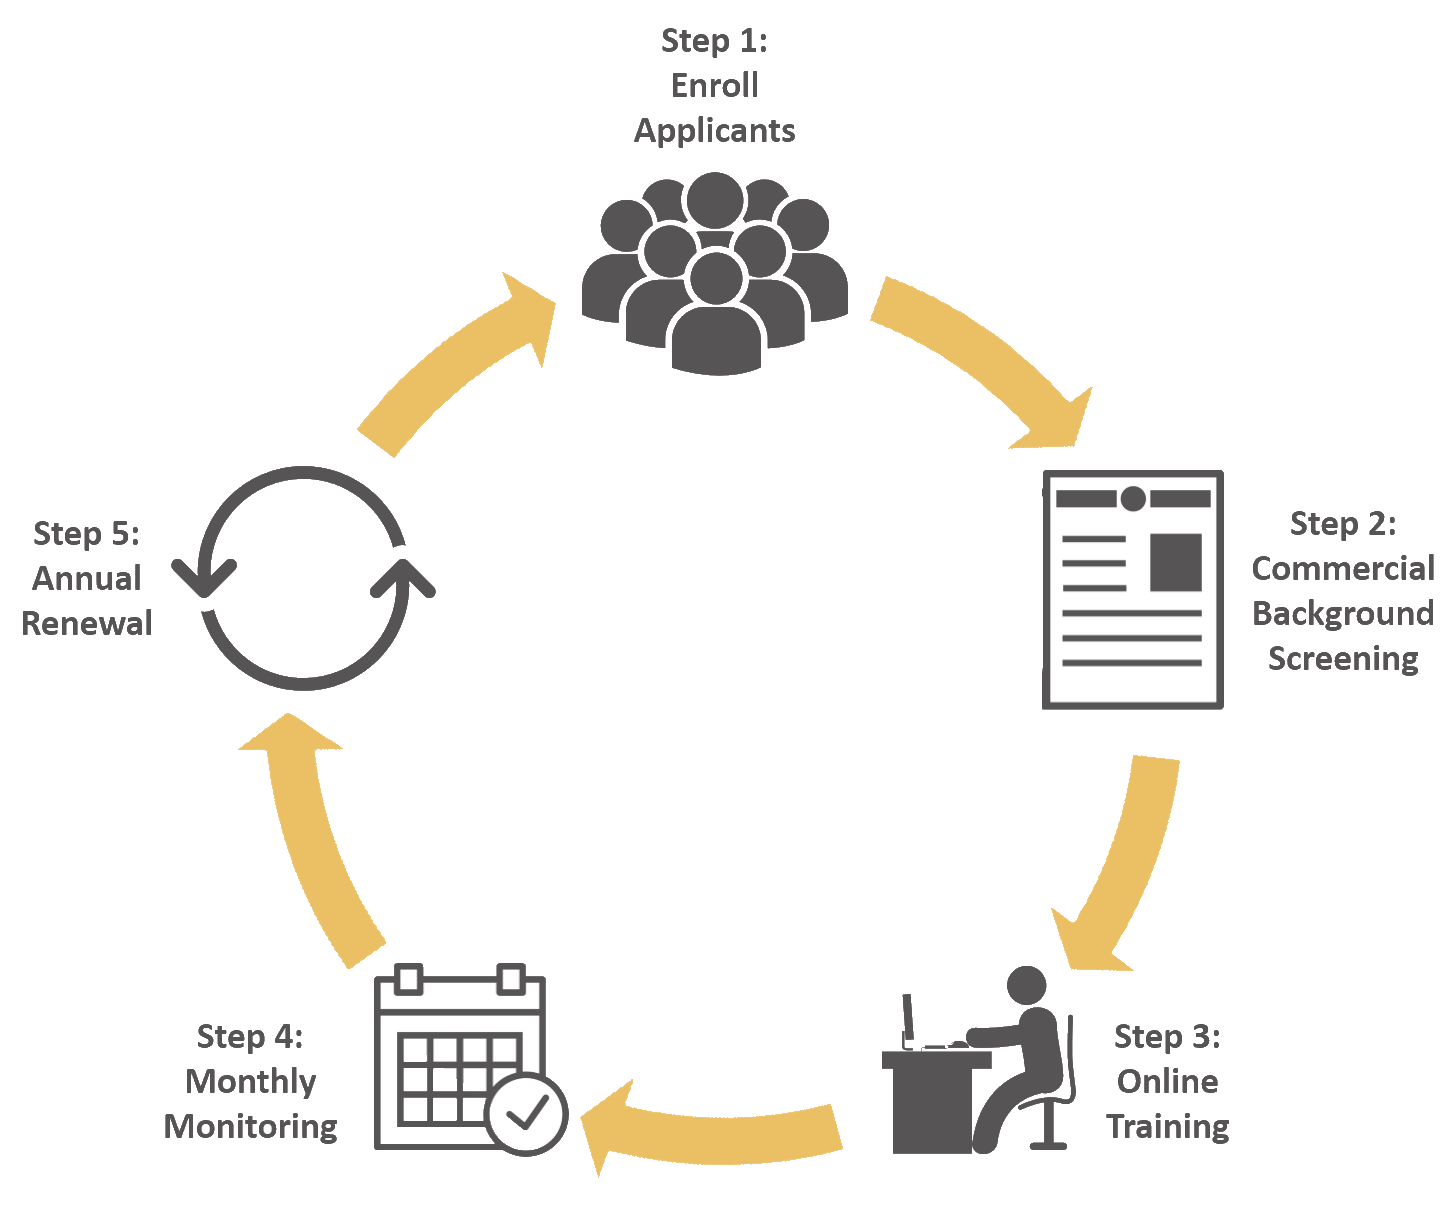 Step 1:
Enroll
Applicants
Step 2:
Commercial
Background
Screening
Step 3:
Online
Training
Step 4:
Monthly
Monitoring
Step 5:
Annual
Renewal